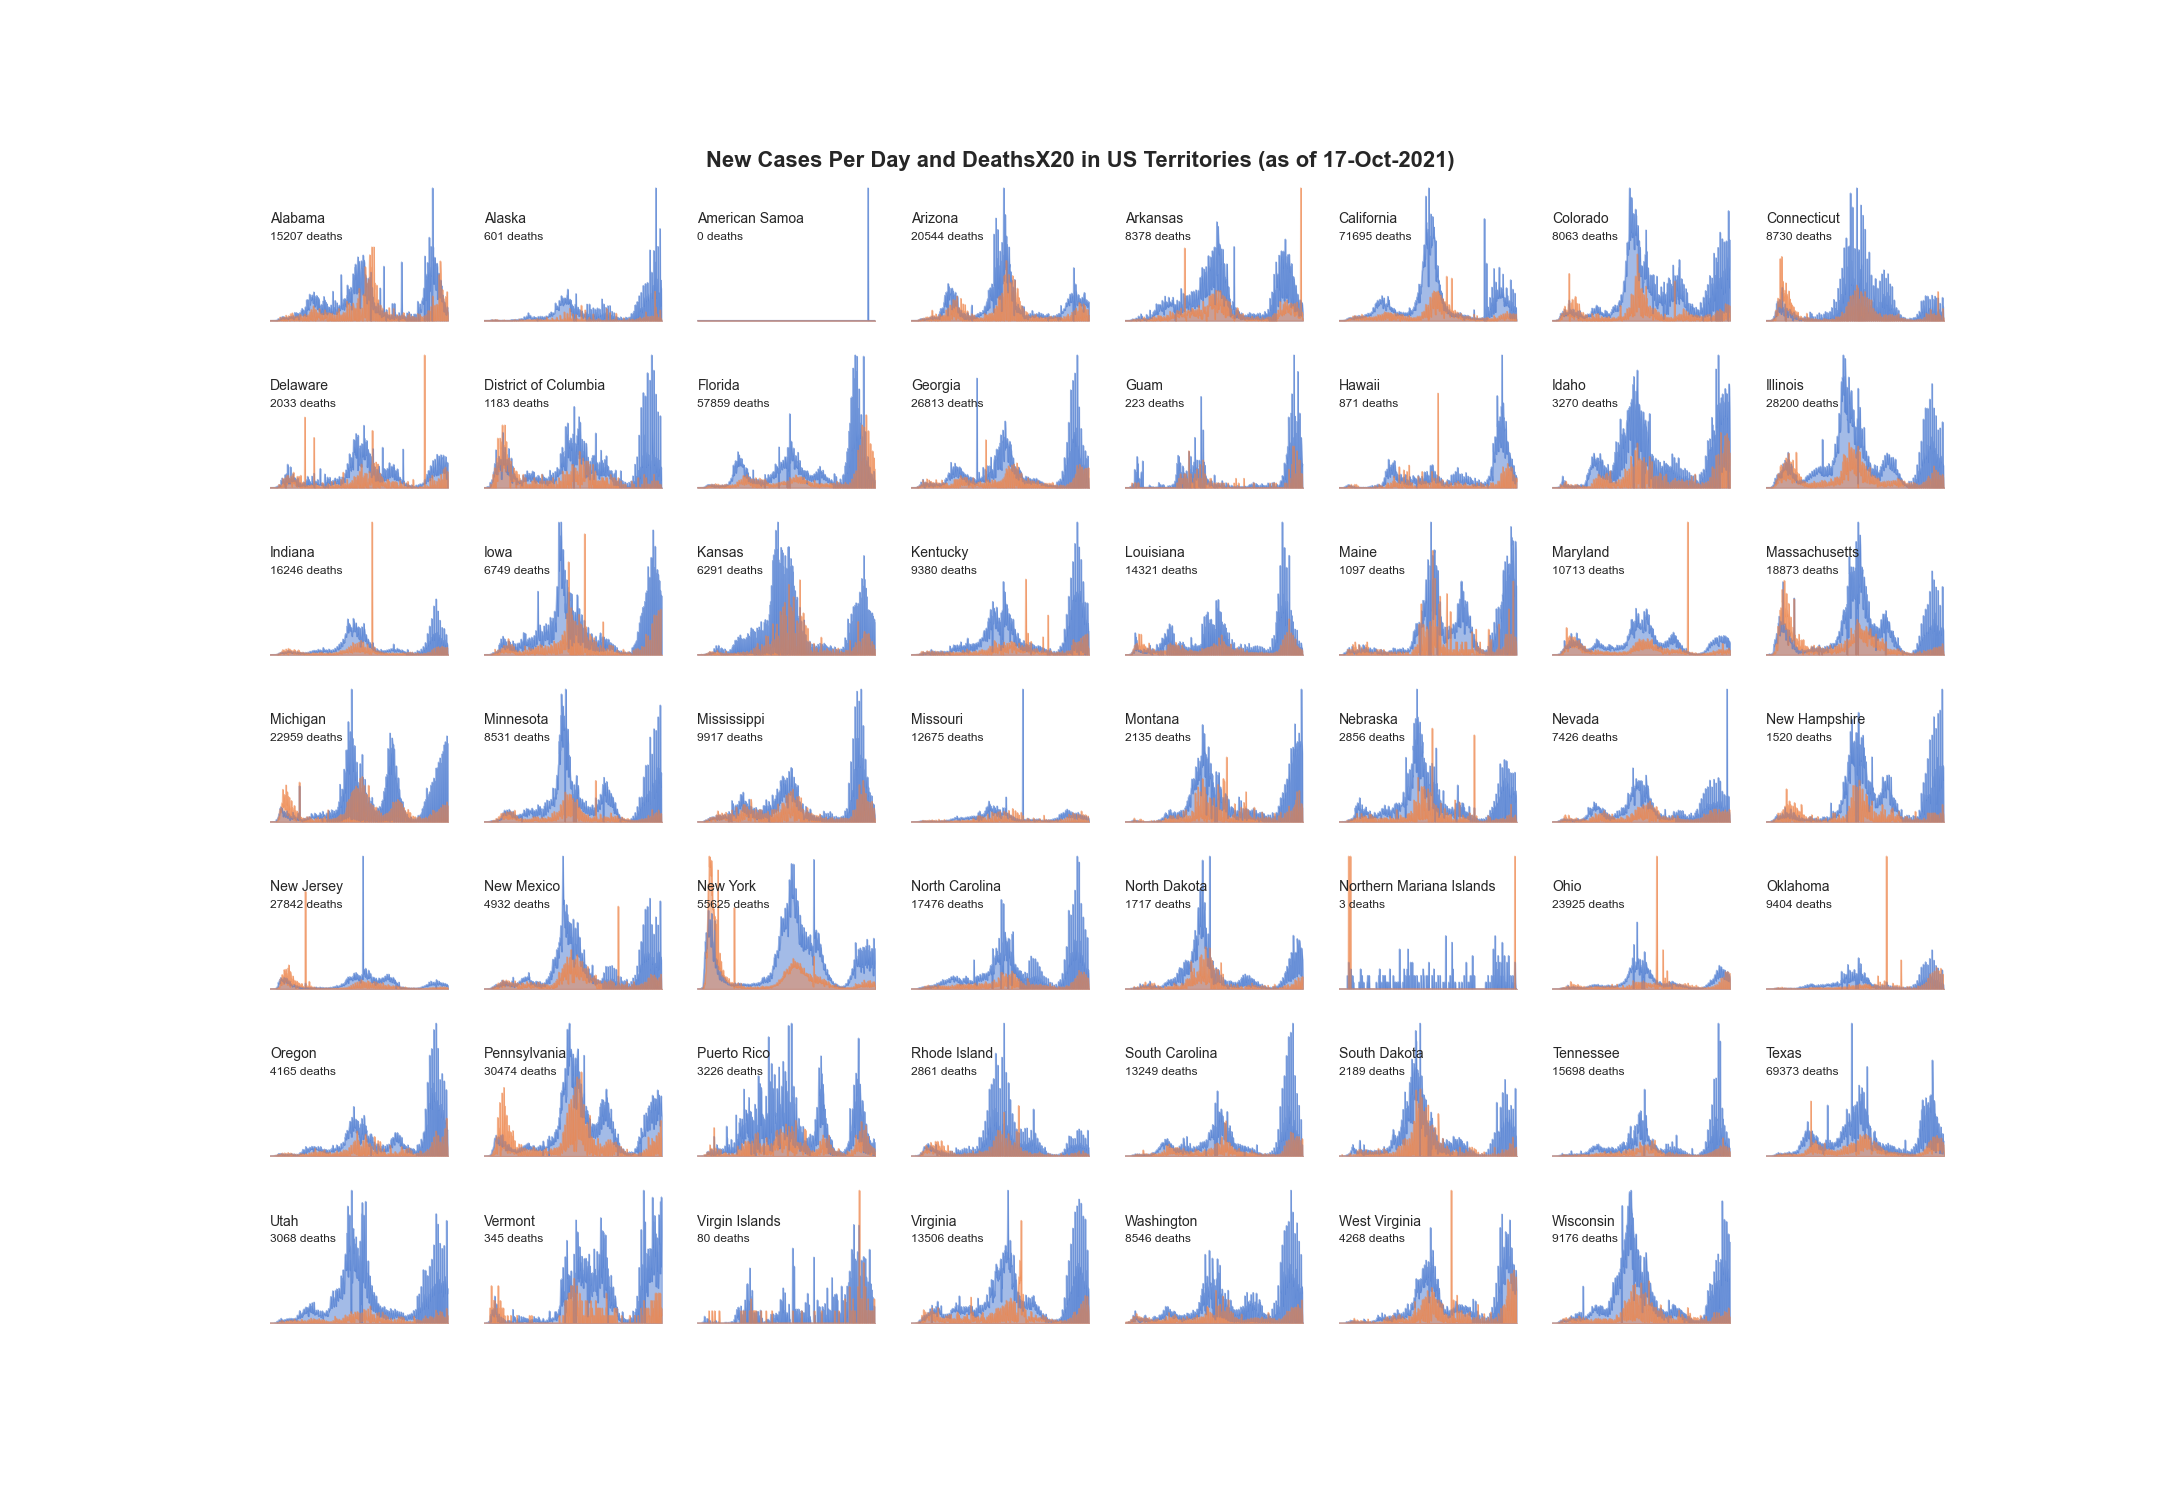 New Cases Per Day and DeathsX20 in US Territories (as of 17-Oct-2021)
Alabama
15207 deaths
Alaska
601 deaths
American Samoa
0 deaths
Arizona
20544 deaths
Arkansas
8378 deaths
California
71695 deaths
Colorado
8063 deaths
Connecticut
8730 deaths
Delaware
2033 deaths
District of Columbia
1183 deaths
Florida
57859 deaths
Georgia
26813 deaths
Guam
223 deaths
Hawaii
871 deaths
Idaho
3270 deaths
Illinois
28200 deaths
Indiana
16246 deaths
Iowa
6749 deaths
Kansas
6291 deaths
Kentucky
9380 deaths
Louisiana
14321 deaths
Maine
1097 deaths
Maryland
10713 deaths
Massachusetts
18873 deaths
Michigan
22959 deaths
Minnesota
8531 deaths
Mississippi
9917 deaths
Missouri
12675 deaths
Montana
2135 deaths
Nebraska
2856 deaths
Nevada
7426 deaths
New Hampshire
1520 deaths
New Jersey
27842 deaths
New Mexico
4932 deaths
New York
55625 deaths
North Carolina
17476 deaths
North Dakota
1717 deaths
Northern Mariana Islands
3 deaths
Ohio
23925 deaths
Oklahoma
9404 deaths
Oregon
4165 deaths
Pennsylvania
30474 deaths
Puerto Rico
3226 deaths
Rhode Island
2861 deaths
South Carolina
13249 deaths
South Dakota
2189 deaths
Tennessee
15698 deaths
Texas
69373 deaths
Utah
3068 deaths
Vermont
345 deaths
Virgin Islands
80 deaths
Virginia
13506 deaths
Washington
8546 deaths
West Virginia
4268 deaths
Wisconsin
9176 deaths